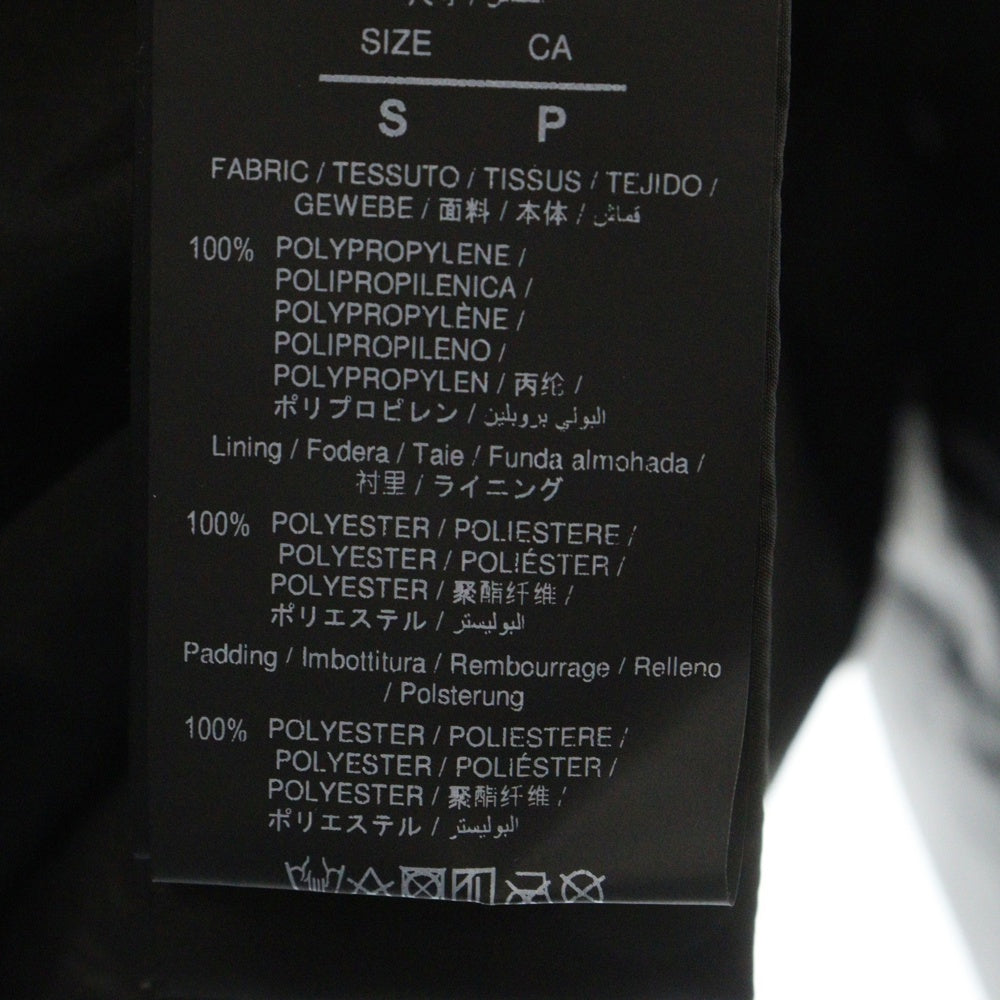 SIZE CA
S P
FABRIC / TESSUTO / TISSUS / TEJIDO /
GEWEBE / 面料 / 本体 / قماش
100% POLYPROPYLENE /
POLIPROPILENICA /
POLYPROPYLÈNE /
POLIPROPILENO /
POLYPROPYLEN / 丙纶 /
ポリプロピレン / البولي بروبلين
Lining / Fodera / Taie / Funda almohada /
衬里 / ライニング
100% POLYESTER / POLIESTERE /
POLYESTER / POLIÉSTER /
POLYESTER / 聚酯纤维 /
ポリエステル / البوليستر
Padding / Imbottitura / Rembourrage / Relleno
/ Polsterung
100% POLYESTER / POLIESTERE /
POLYESTER / POLIÉSTER /
POLYESTER / 聚酯纤维 /
ポリエステル / البوليستر